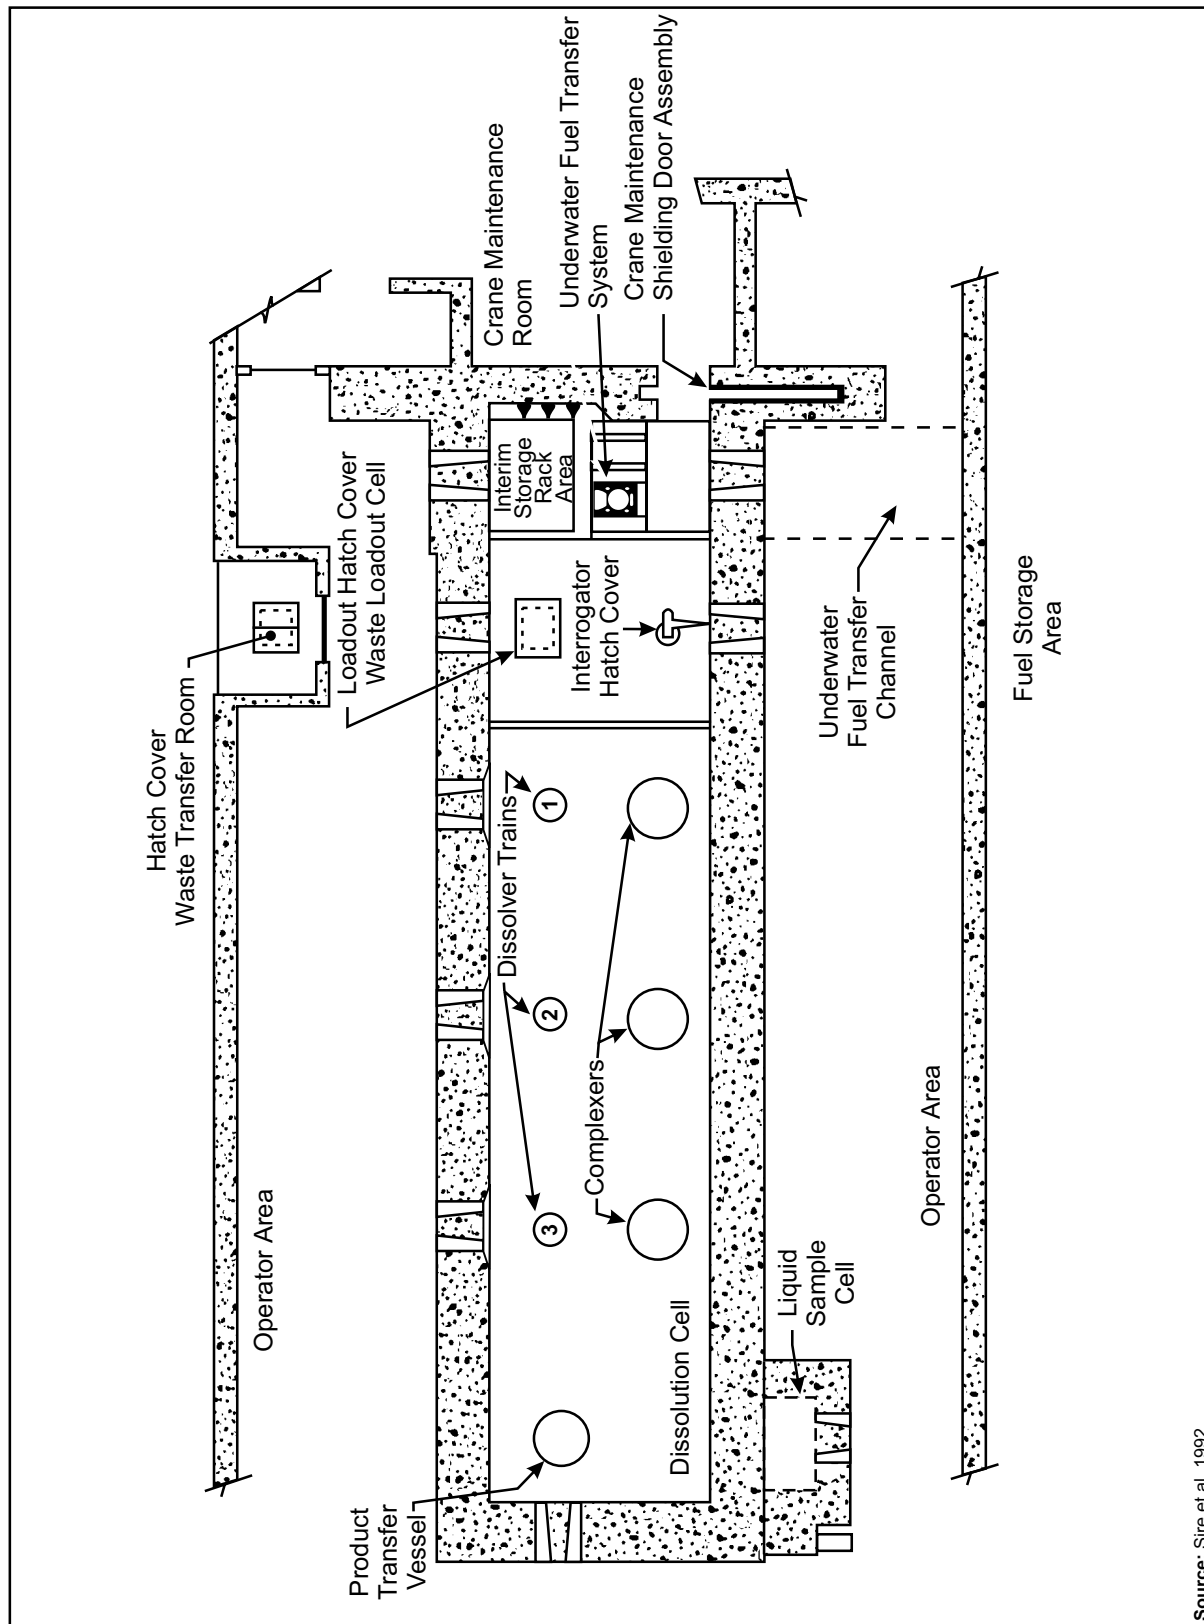 Hatch Cover
Waste Transfer Room
Loadout Hatch Cover
Waste Loadout Cell
Crane Maintenance
Room
Underwater Fuel Transfer
System
Crane Maintenance
Shielding Door Assembly
Operator Area
Dissolver Trains
Interim
Storage
Rack
Area
Interrogator
Hatch Cover
3
2
1
Complexers
Product
Transfer
Vessel
Dissolution Cell
Liquid
Sample
Cell
Underwater
Fuel Transfer
Channel
Operator Area
Fuel Storage
Area
Source: Sire et al, 1992